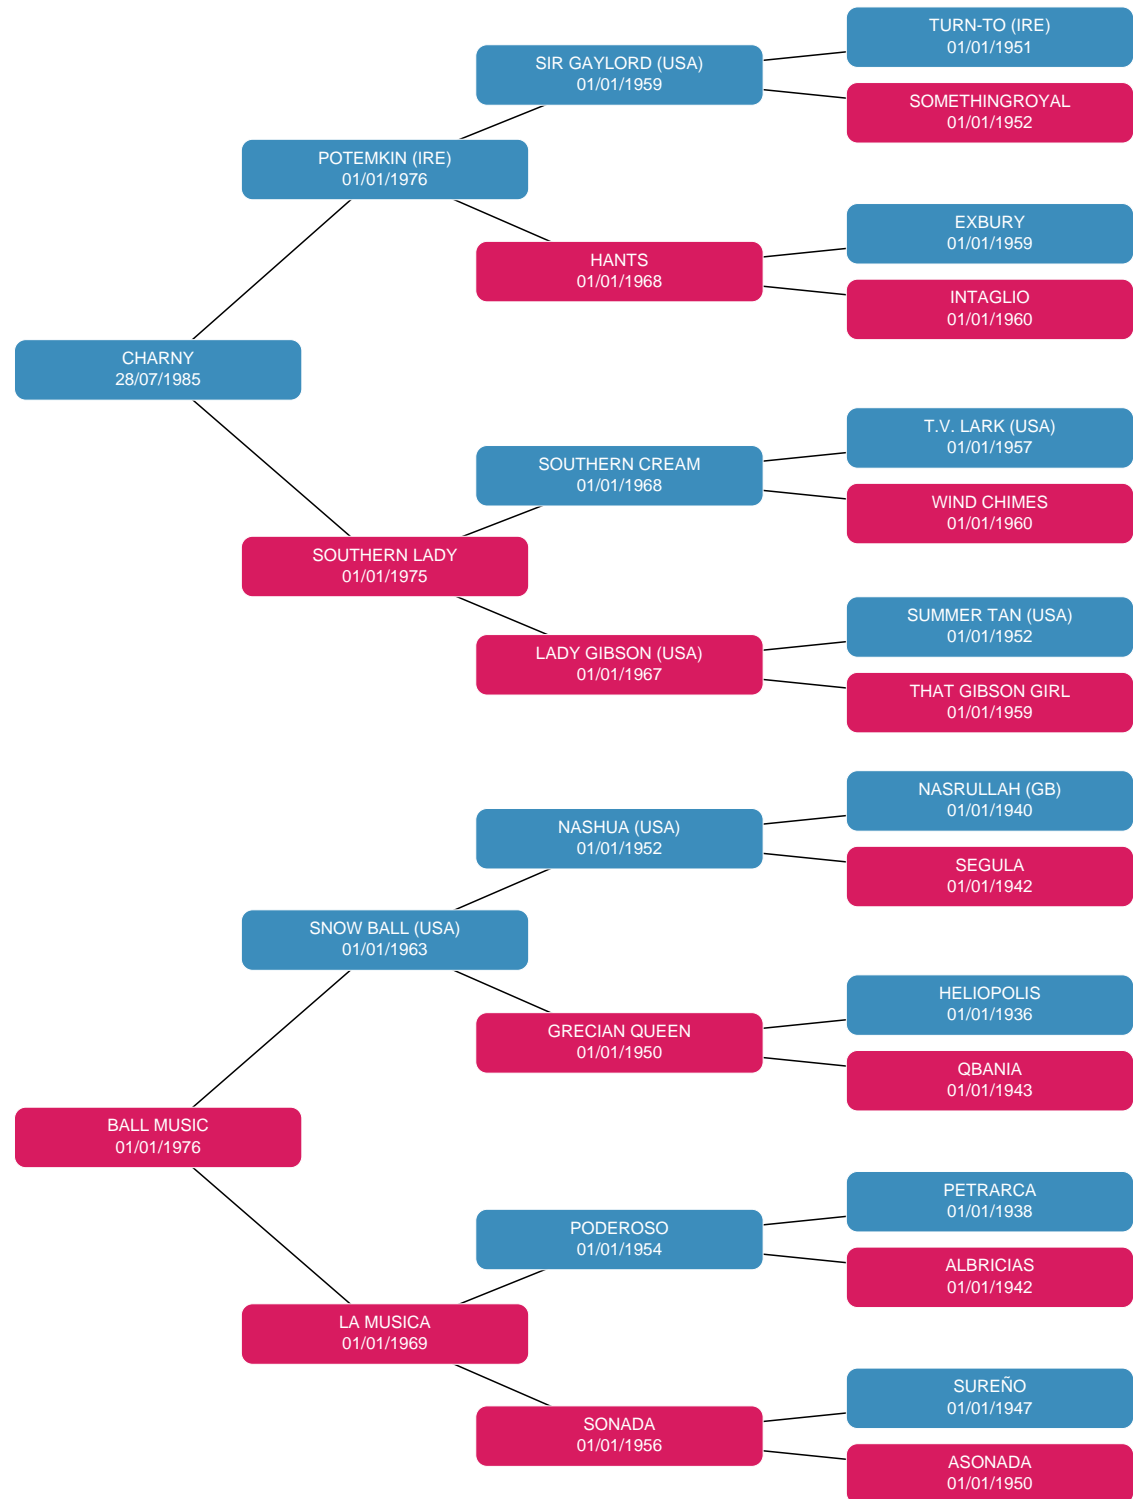 TURN-TO (IRE)
01/01/1951
SIR GAYLORD (USA)
01/01/1959
SOMETHINGROYAL
01/01/1952
POTEMKIN (IRE)
01/01/1976
EXBURY
01/01/1959
HANTS
01/01/1968
INTAGLIO
01/01/1960
CHARNY
28/07/1985
T.V. LARK (USA)
01/01/1957
SOUTHERN CREAM
01/01/1968
WIND CHIMES
01/01/1960
SOUTHERN LADY
01/01/1975
SUMMER TAN (USA)
01/01/1952
LADY GIBSON (USA)
01/01/1967
THAT GIBSON GIRL
01/01/1959
NASRULLAH (GB)
01/01/1940
NASHUA (USA)
01/01/1952
SEGULA
01/01/1942
SNOW BALL (USA)
01/01/1963
HELIOPOLIS
01/01/1936
GRECIAN QUEEN
01/01/1950
QBANIA
01/01/1943
BALL MUSIC
01/01/1976
PETRARCA
01/01/1938
PODEROSO
01/01/1954
ALBRICIAS
01/01/1942
LA MUSICA
01/01/1969
SUREÑO
01/01/1947
SONADA
01/01/1956
ASONADA
01/01/1950